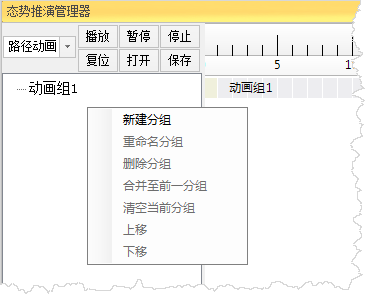 态势推演管理器
路径动画 播放 暂停 停止
复位 打开 保存
5 1
动画组1 动画组1
新建分组
重命名分组
删除分组
合并至前一分组
清空当前分组
上移
下移